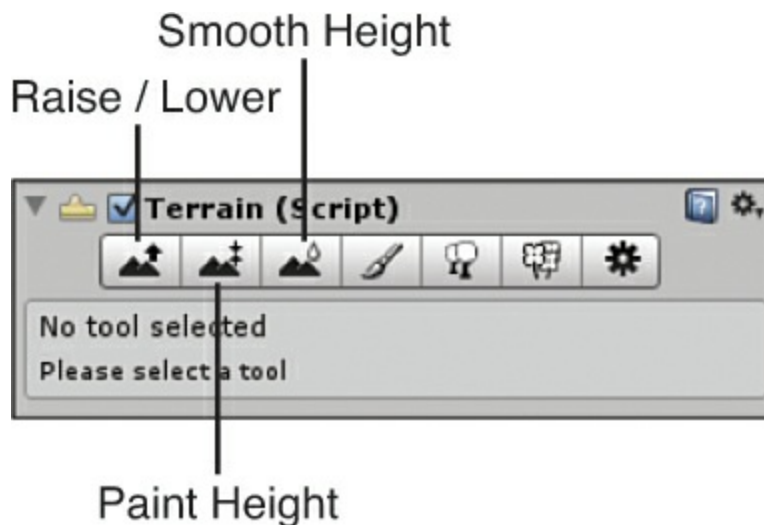 Smooth Height
Raise / Lower
Terrain (Script)
No tool selected
Please select a tool
Paint Height